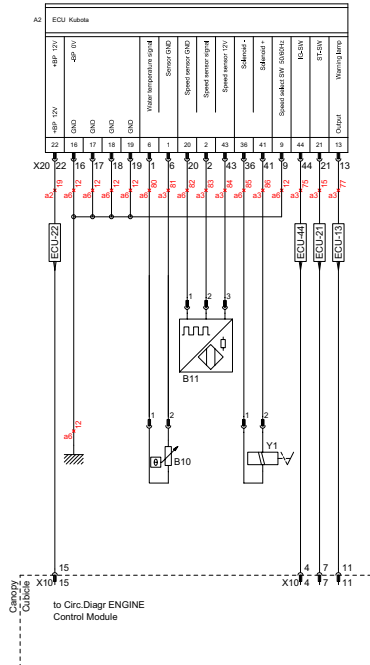 A2 ECU Kubota
+BP 12V
-BP 0V
Water temperature signal
Sensor GND
Speed sensor GND
Speed sensor signal
Speed sensor 12V
Solenoid -
Solenoid +
Speed select SW 50/60Hz
IG-SW
ST-SW
Warning lamp
+BP 12V
GND
GND
GND
GND
Output
22 16 17 18 19 6 1 20 2 43 36 41 9 44 21 13
X20 22 16 17 18 19 1 6 20 2 43 36 41 9 44 21 13
19 12 12 12 12 80 81 82 83 84 85 86 12 75 15 77
a2 a6 a6 a6 a6 a6 a3 a6 a3 a3 a6 a3 a6 a3 a3 a3
ECU-22
ECU-44
ECU-21
ECU-13
1 2 3
B11
12
a6
1 2
θ
B10
1 2
Y1
15 4 7 11
X10 15 X10 4 7 11
Canopy
Cubicle
to Circ.Diagr ENGINE
Control Module